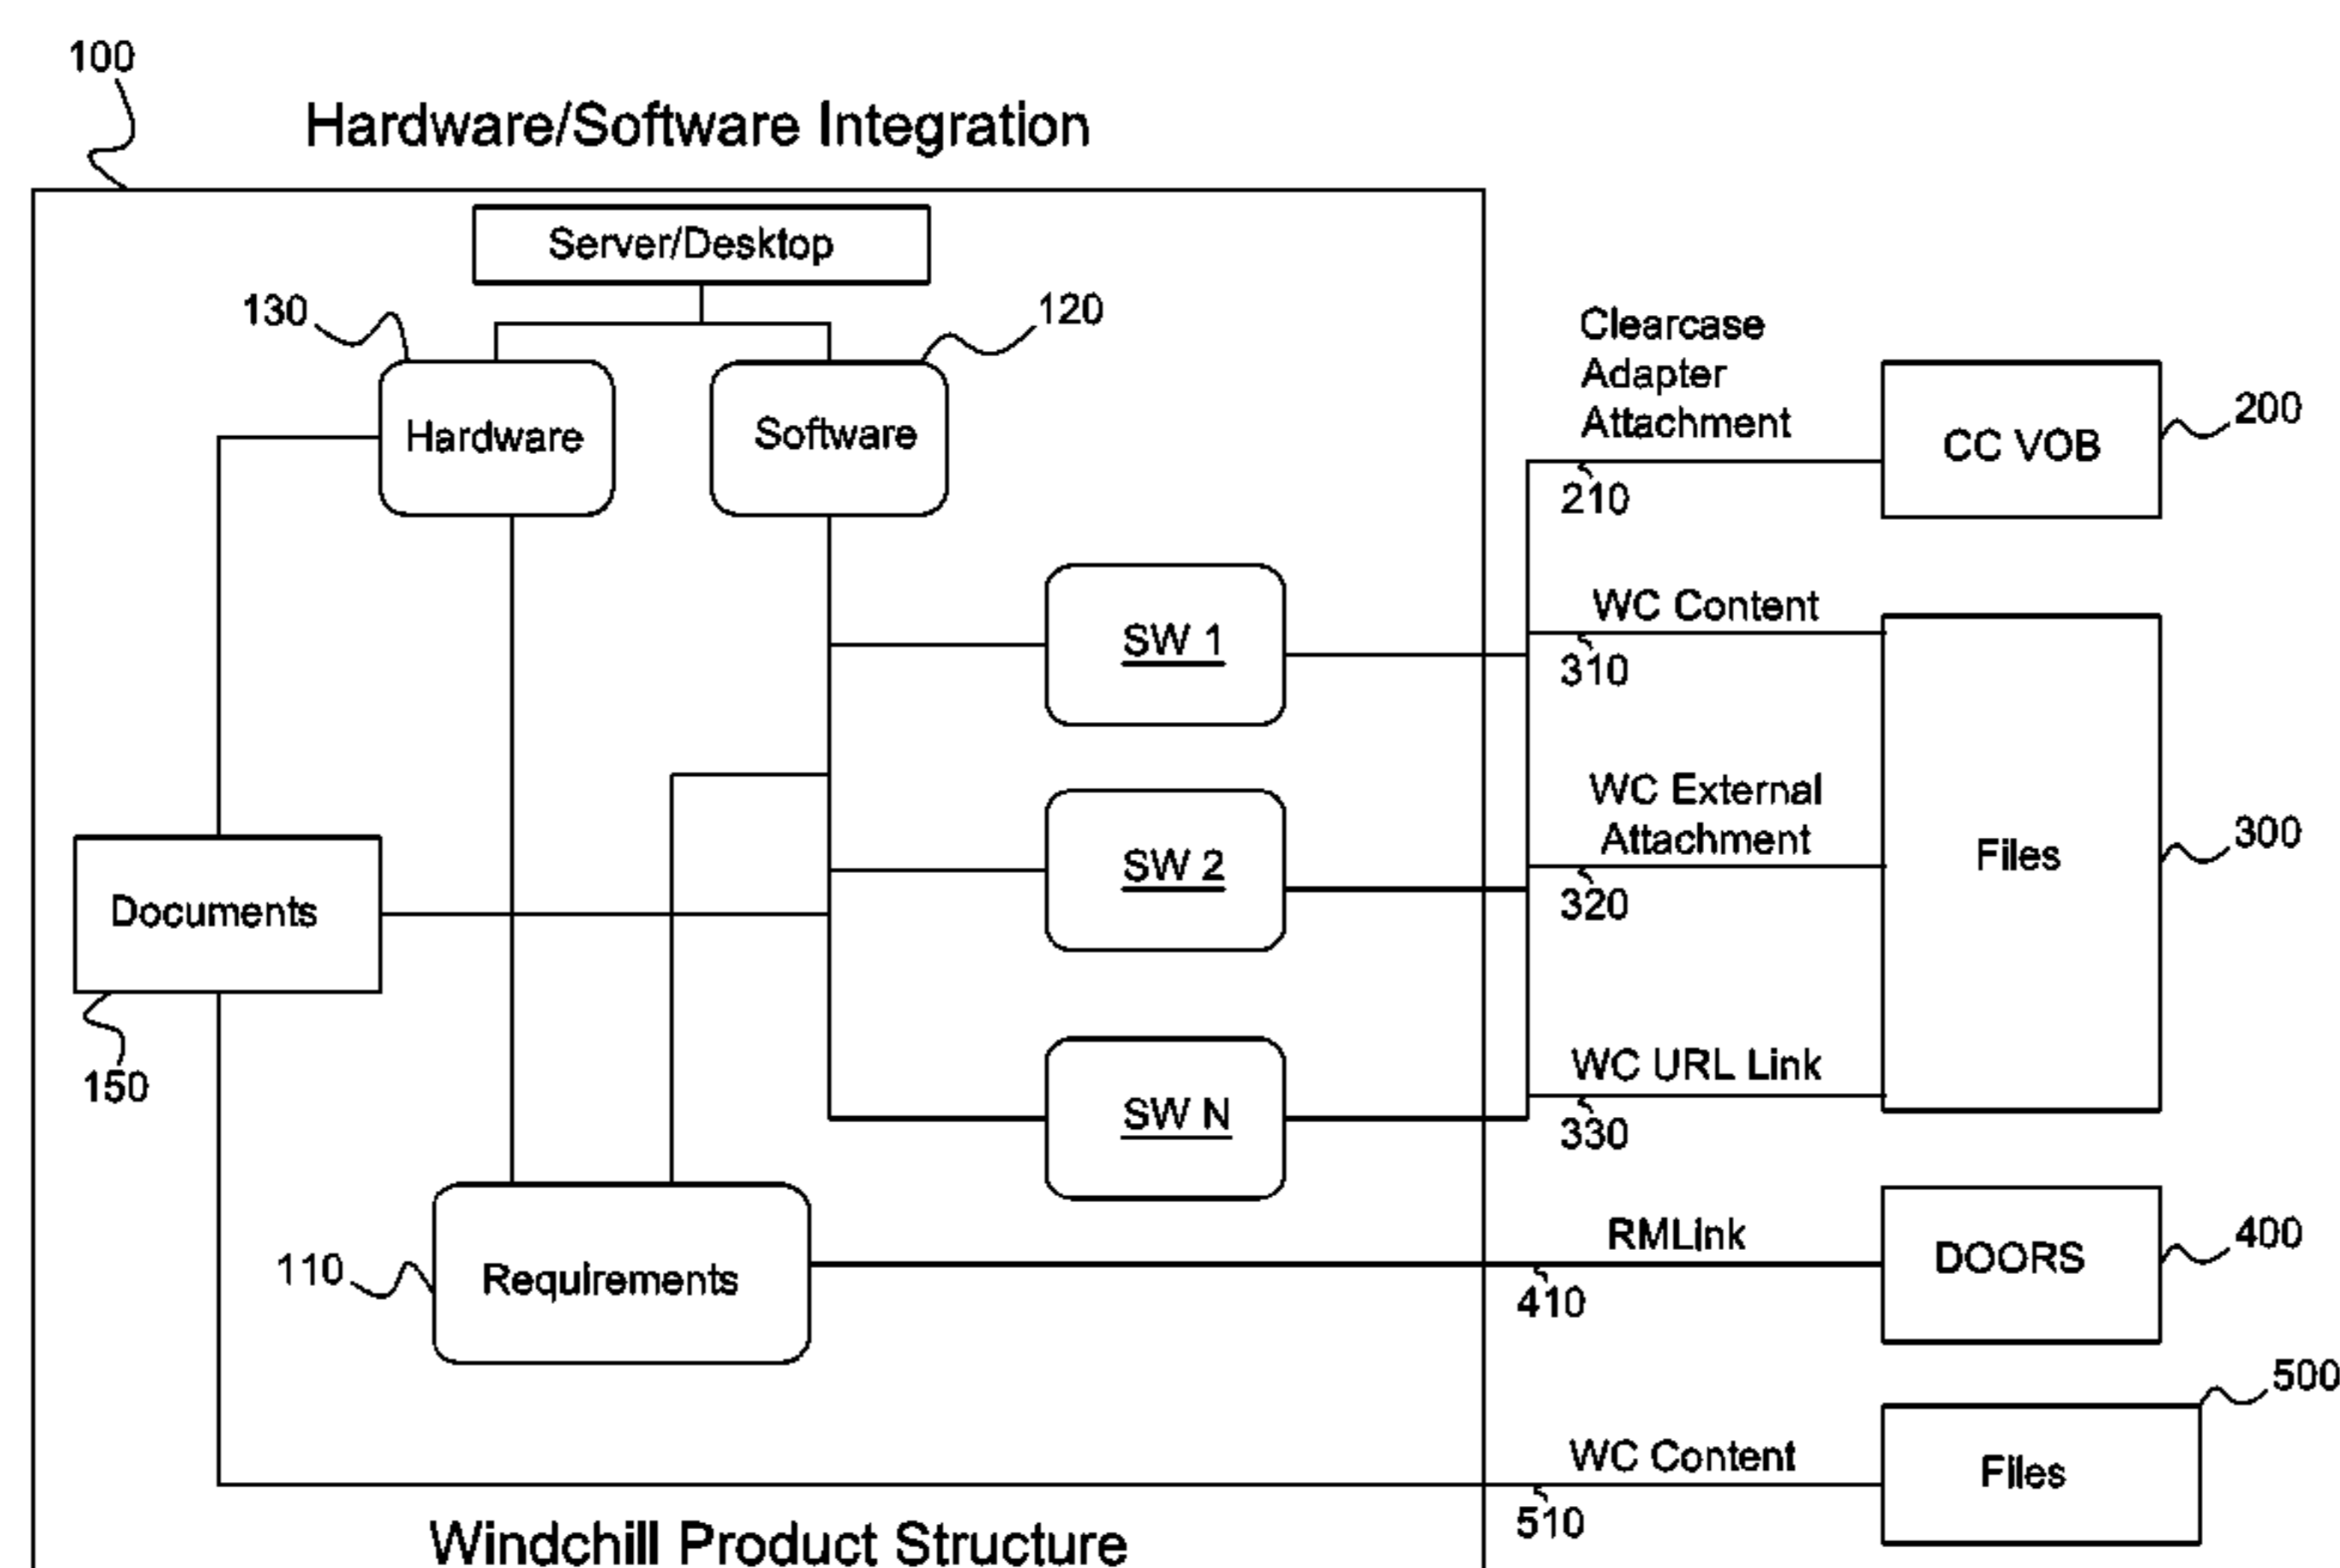 100
Hardware/Software Integration
Server/Desktop
130
120
Hardware
Software
Clearcase
Adapter
Attachment
CC VOB
200
210
SW 1
WC Content
310
SW 2
WC External
Attachment
320
Files
300
Documents
150
SW N
WC URL Link
330
110
Requirements
RMLink
410
DOORS
400
500
WC Content
510
Files
Windchill Product Structure